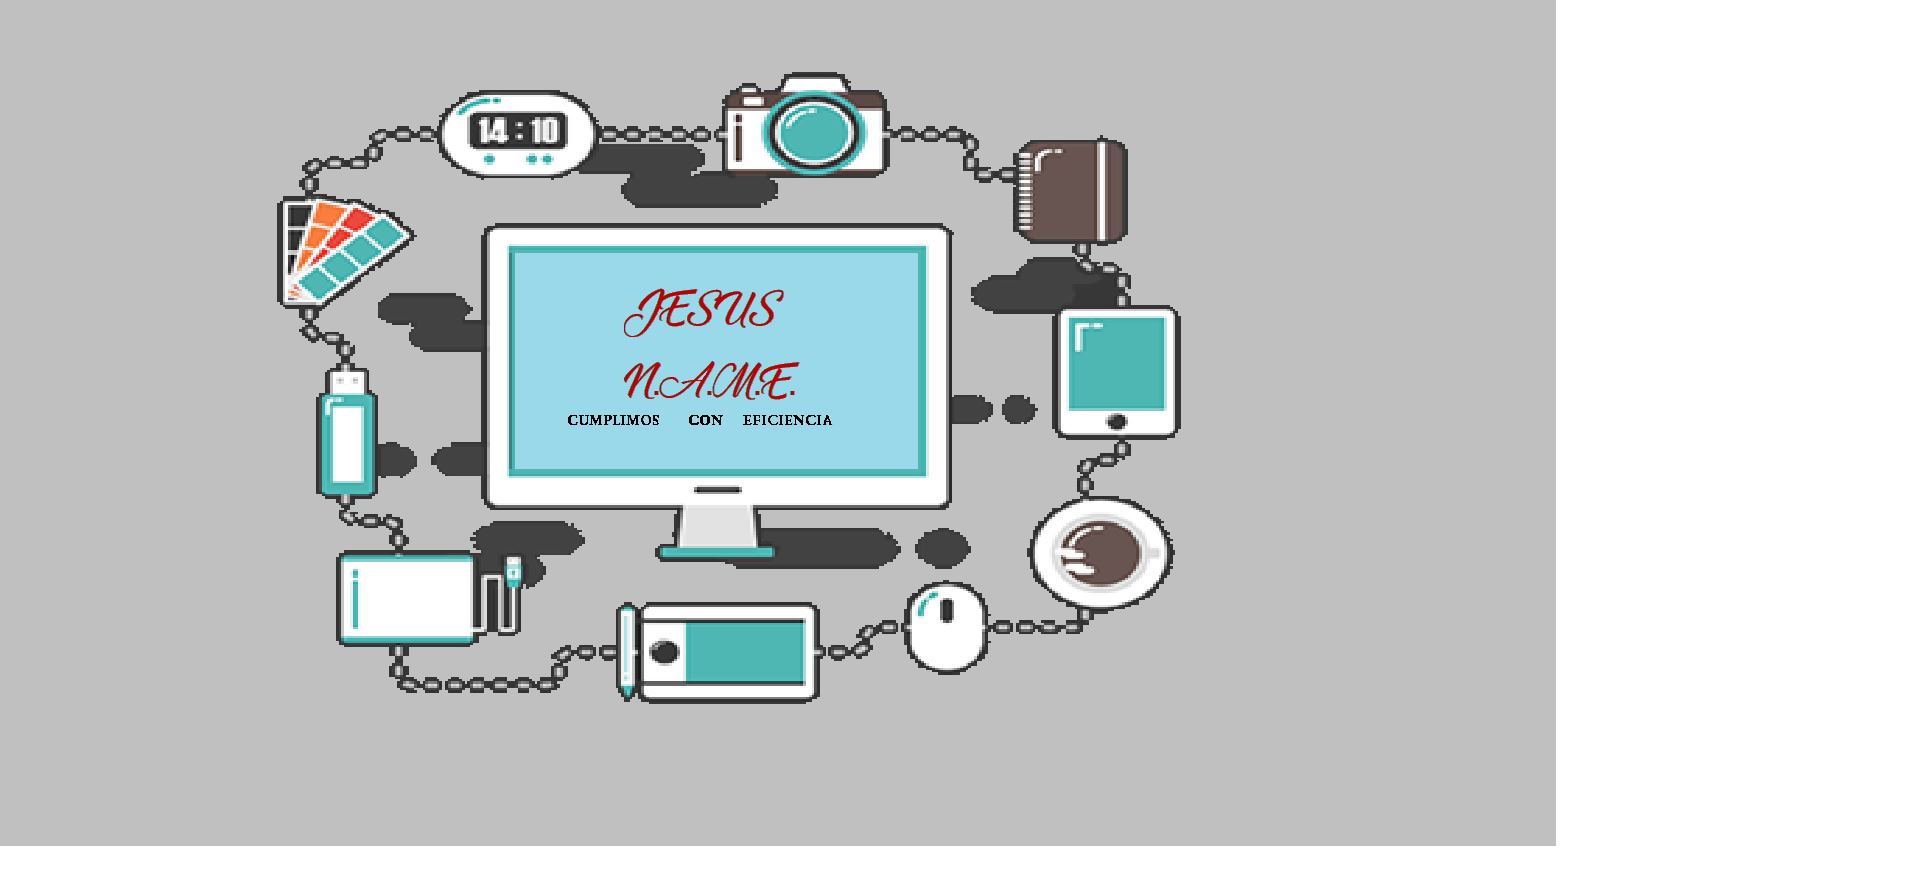 14:10
JESUS
N.A.M.E.
CUMPLIMOS CON EFICIENCIA